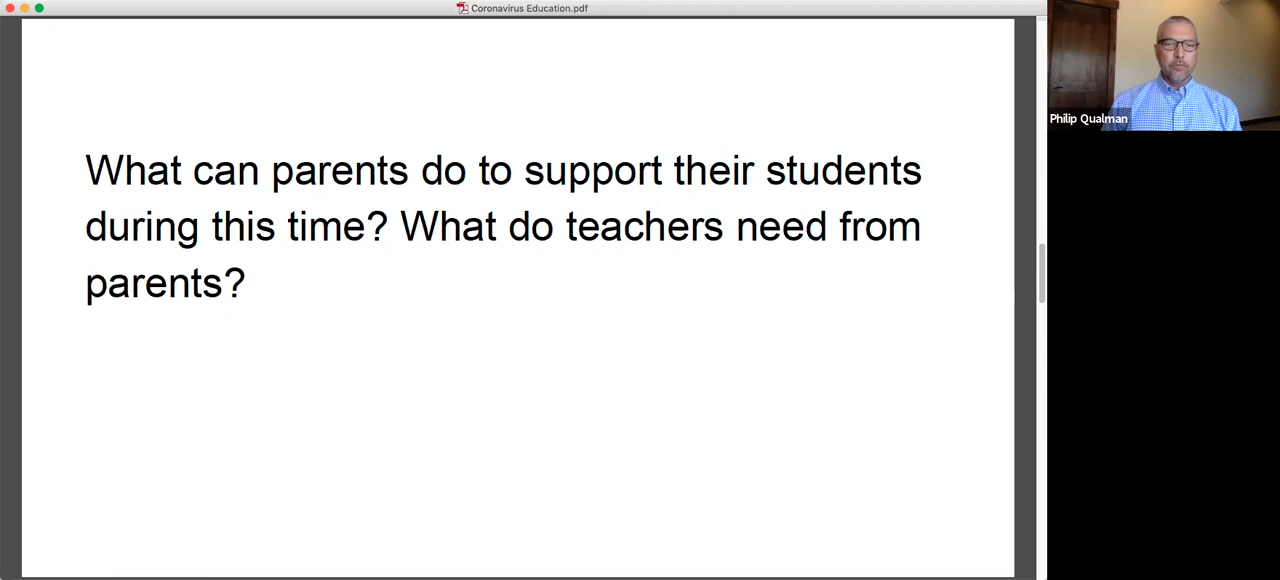 Coronavirus Education.pdf
What can parents do to support their students
during this time? What do teachers need from
parents?
Philip Qualman